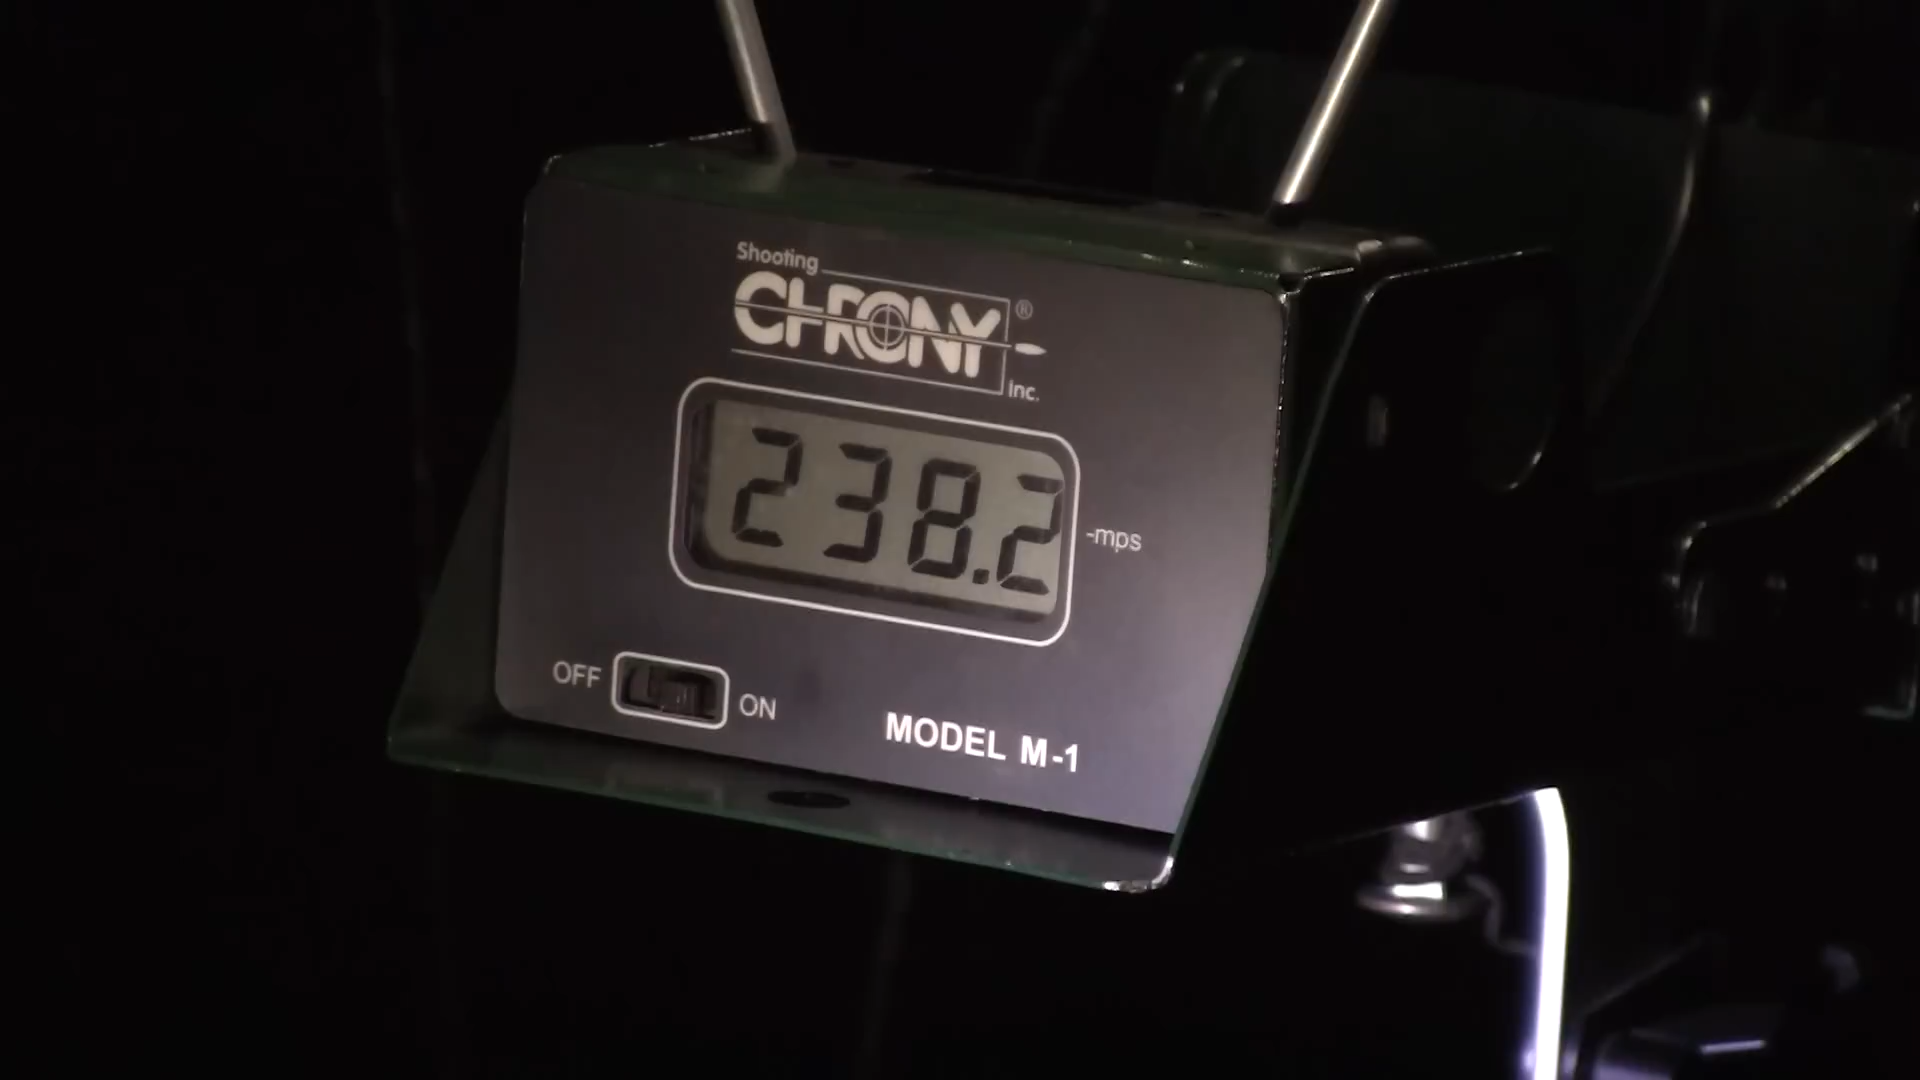 Shooting
CHRONY®
Inc.
238.2
-mps
OFF ON
MODEL M-1